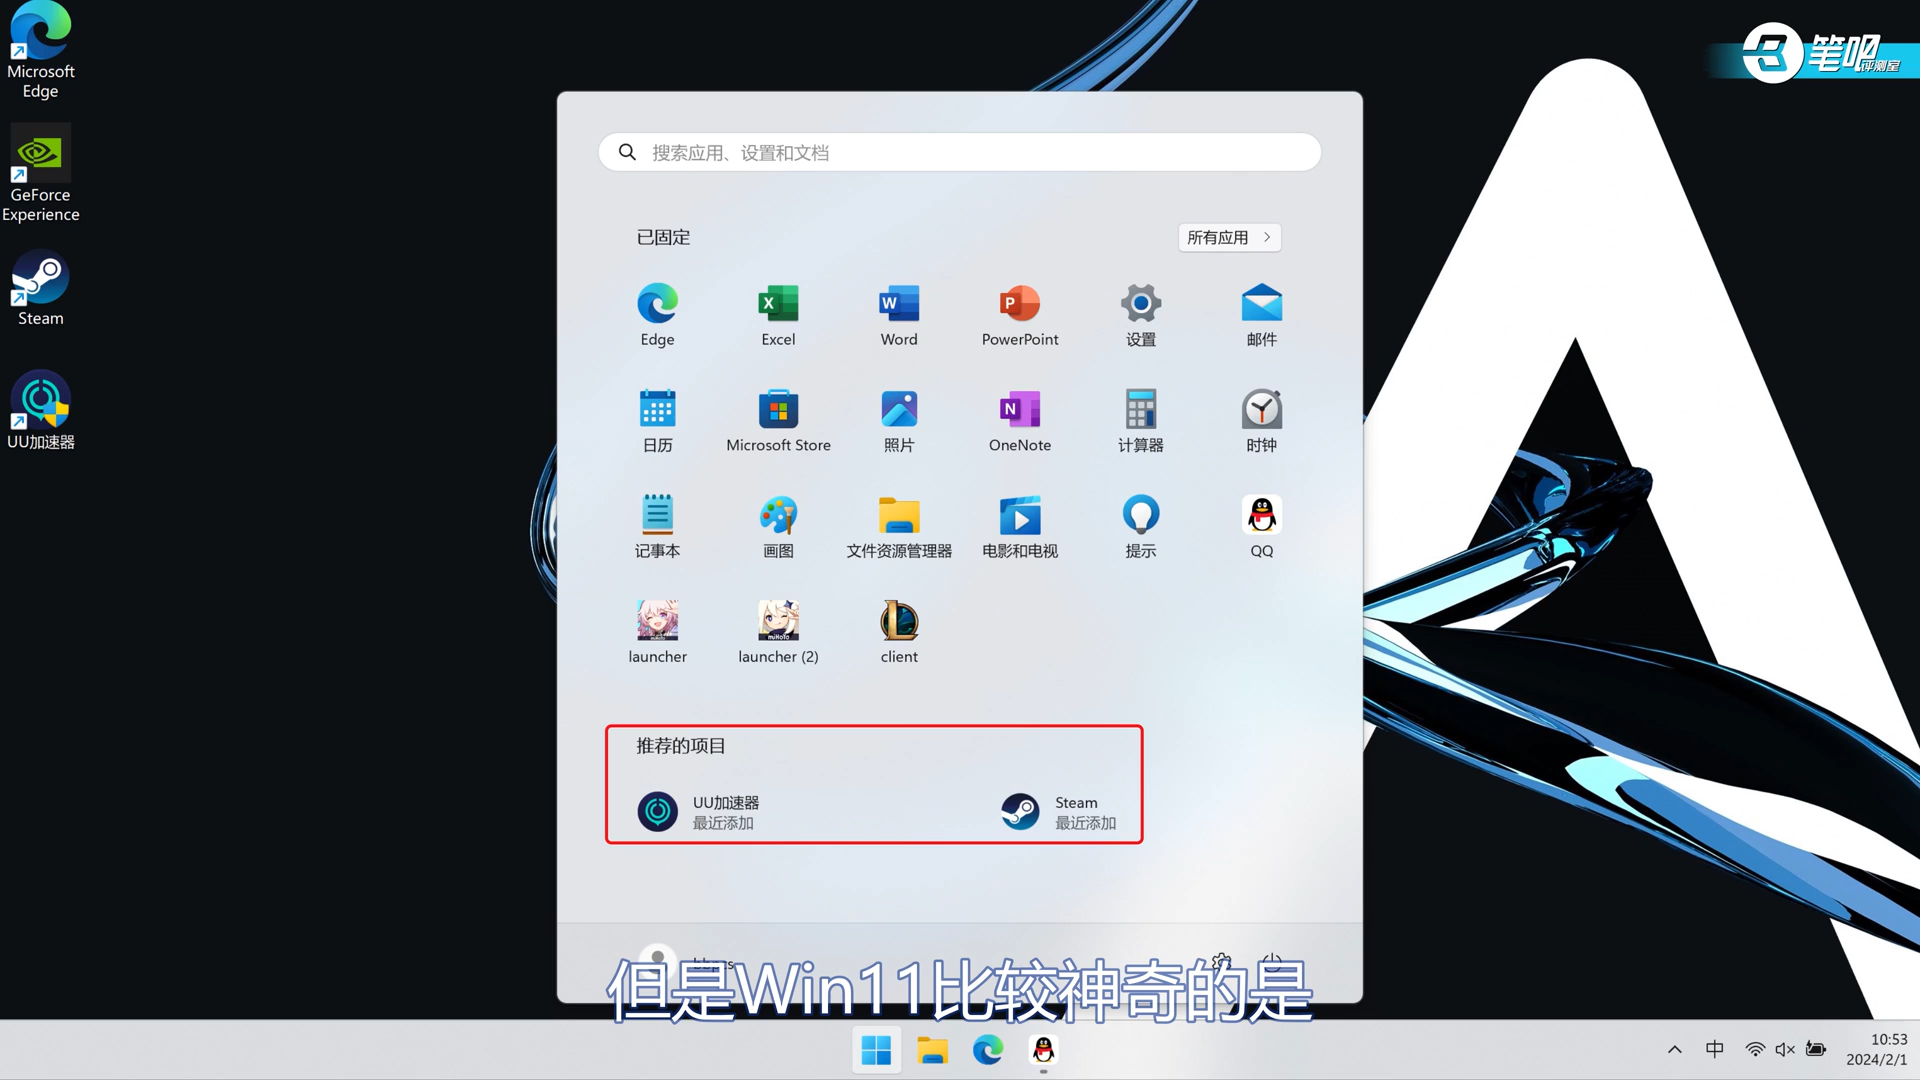 Microsoft
Edge
GeForce
Experience
Steam
UU加速器
笔吧
评测室
搜索应用、设置和文档
已固定
所有应用
Edge
Excel
Word
PowerPoint
设置
邮件
日历
Microsoft Store
照片
OneNote
计算器
时钟
记事本
画图
文件资源管理器
电影和电视
提示
QQ
launcher
launcher (2)
client
推荐的项目
UU加速器
最近添加
Steam
最近添加
但是Win11比较神奇的是
中
10:53
2024/2/1